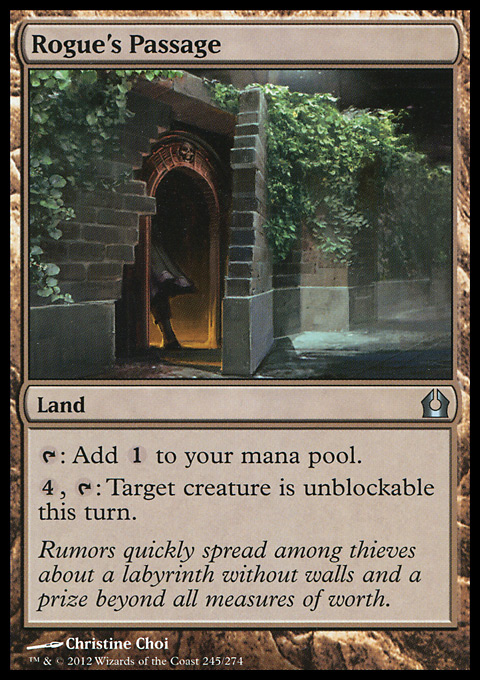 Rogue's Passage
Land
: Add 1 to your mana pool.
4, : Target creature is unblockable
this turn.
Rumors quickly spread among thieves
about a labyrinth without walls and a
prize beyond all measures of worth.
Christine Choi
™ & © 2012 Wizards of the Coast 245/274